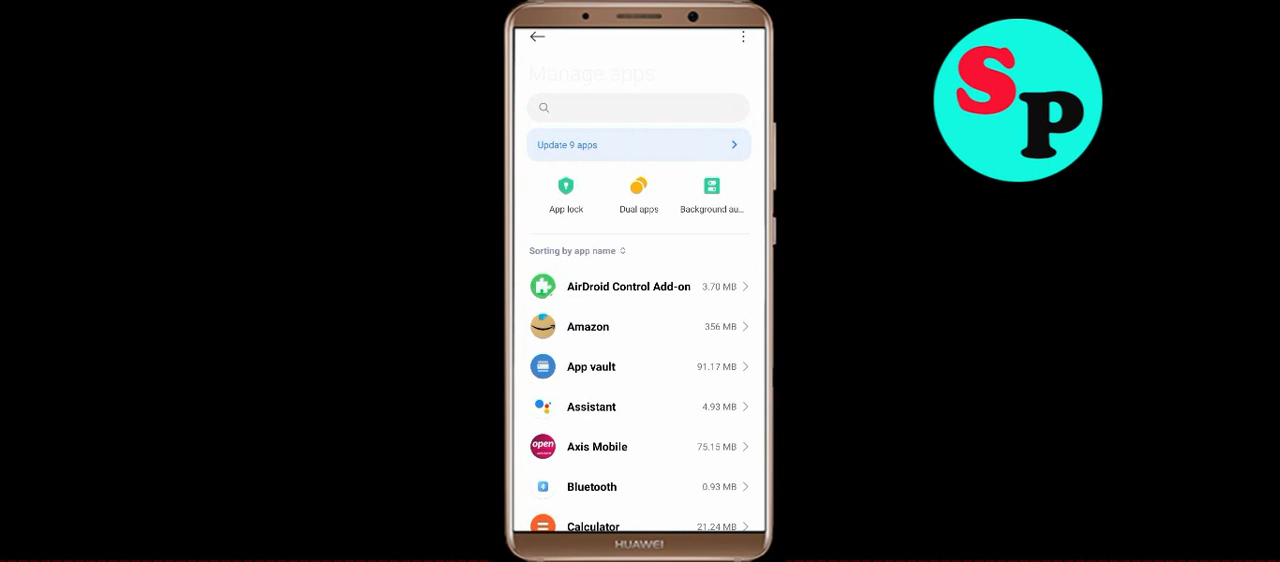 Manage apps
Update 9 apps
App lock
Dual apps
Background au...
Sorting by app name
AirDroid Control Add-on 3.70 MB
Amazon 356 MB
App vault 91.17 MB
Assistant 4.93 MB
open
Axis Mobile 75.15 MB
Bluetooth 0.93 MB
Calculator 21.24 MB
HUAWEI
SP